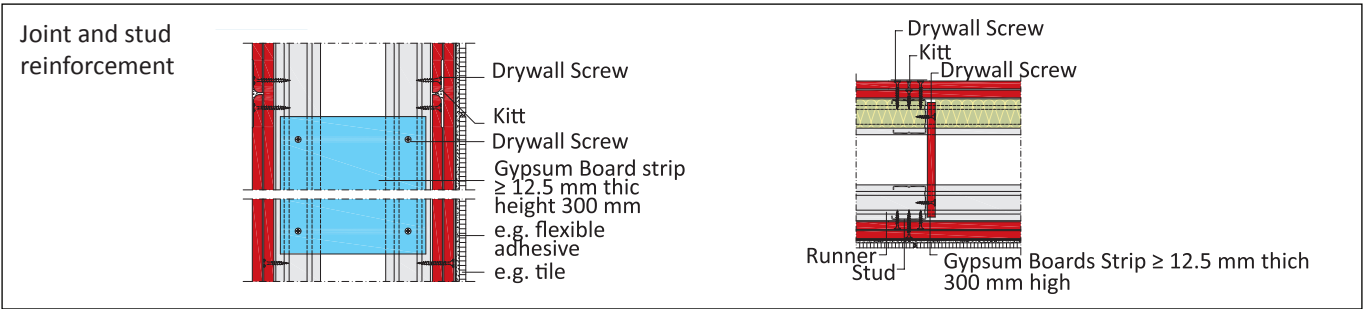 Joint and stud
reinforcement
Drywall Screw
Kitt
Drywall Screw
Gypsum Board strip
≥ 12.5 mm thic
height 300 mm
e.g. flexible
adhesive
e.g. tile
Drywall Screw
Kitt
Drywall Screw
Runner
Stud
Gypsum Boards Strip ≥ 12.5 mm thich
300 mm high